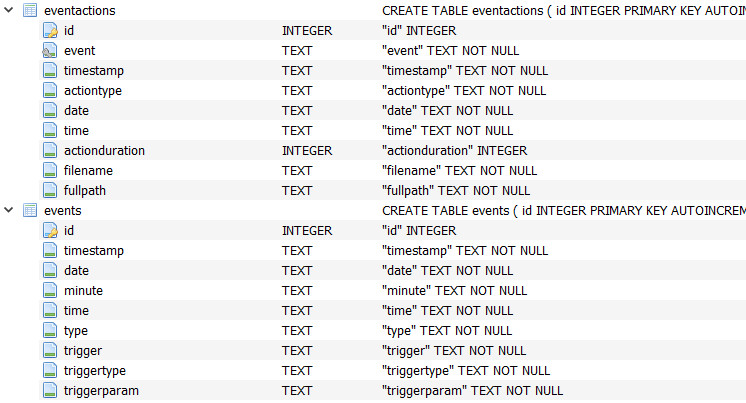 eventactions CREATE TABLE eventactions ( id INTEGER PRIMARY KEY AUTOIN
id INTEGER "id" INTEGER
event TEXT "event" TEXT NOT NULL
timestamp TEXT "timestamp" TEXT NOT NULL
actiontype TEXT "actiontype" TEXT NOT NULL
date TEXT "date" TEXT NOT NULL
time TEXT "time" TEXT NOT NULL
actionduration INTEGER "actionduration" INTEGER
filename TEXT "filename" TEXT NOT NULL
fullpath TEXT "fullpath" TEXT NOT NULL
events CREATE TABLE events ( id INTEGER PRIMARY KEY AUTOINCREM
id INTEGER "id" INTEGER
timestamp TEXT "timestamp" TEXT NOT NULL
date TEXT "date" TEXT NOT NULL
minute TEXT "minute" TEXT NOT NULL
time TEXT "time" TEXT NOT NULL
type TEXT "type" TEXT NOT NULL
trigger TEXT "trigger" TEXT NOT NULL
triggertype TEXT "triggertype" TEXT NOT NULL
triggerparam TEXT "triggerparam" TEXT NOT NULL